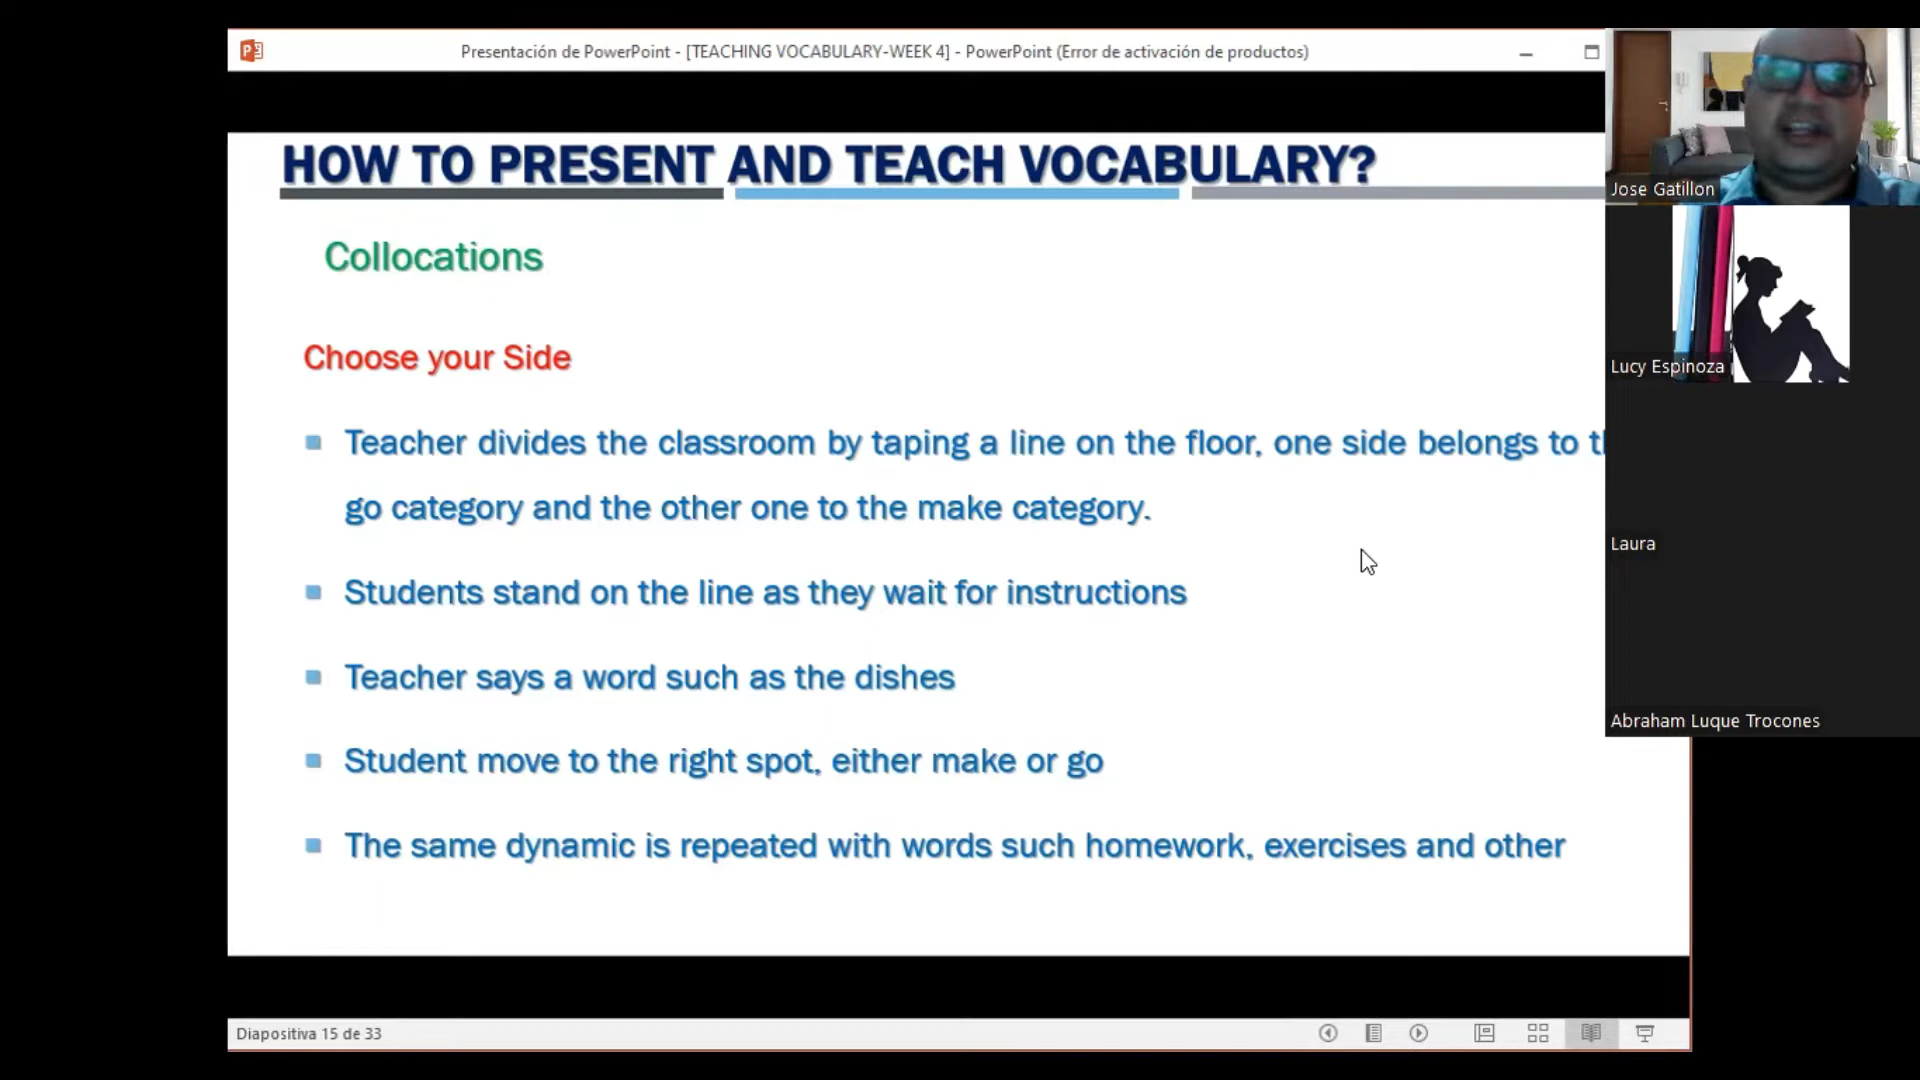 Presentación de PowerPoint - [TEACHING VOCABULARY-WEEK 4] - PowerPoint (Error de activación de productos)
HOW TO PRESENT AND TEACH VOCABULARY?
Collocations
Choose your Side
Teacher divides the classroom by taping a line on the floor, one side belongs to
go category and the other one to the make category.
Students stand on the line as they wait for instructions
Teacher says a word such as the dishes
Student move to the right spot, either make or go
The same dynamic is repeated with words such homework, exercises and other
Diapositiva 15 de 33
Jose Gatillon
Lucy Espinoza
Laura
Abraham Luque Trocones